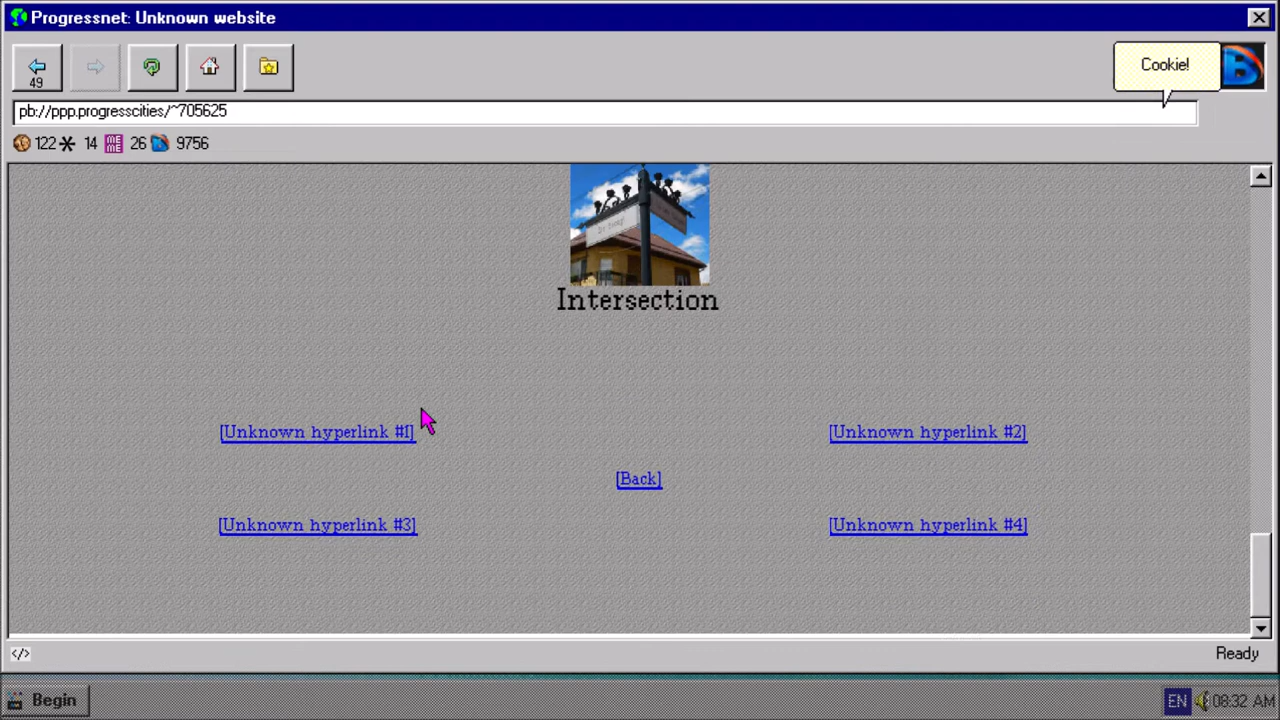 Progressnet: Unknown website
49
Cookie!
pb://ppp.progresscities/~705625
122 14 26 9756
Intersection
[Unknown hyperlink #1] [Unknown hyperlink #2]
[Back]
[Unknown hyperlink #3] [Unknown hyperlink #4]
</> Ready
Begin EN 08:32 AM